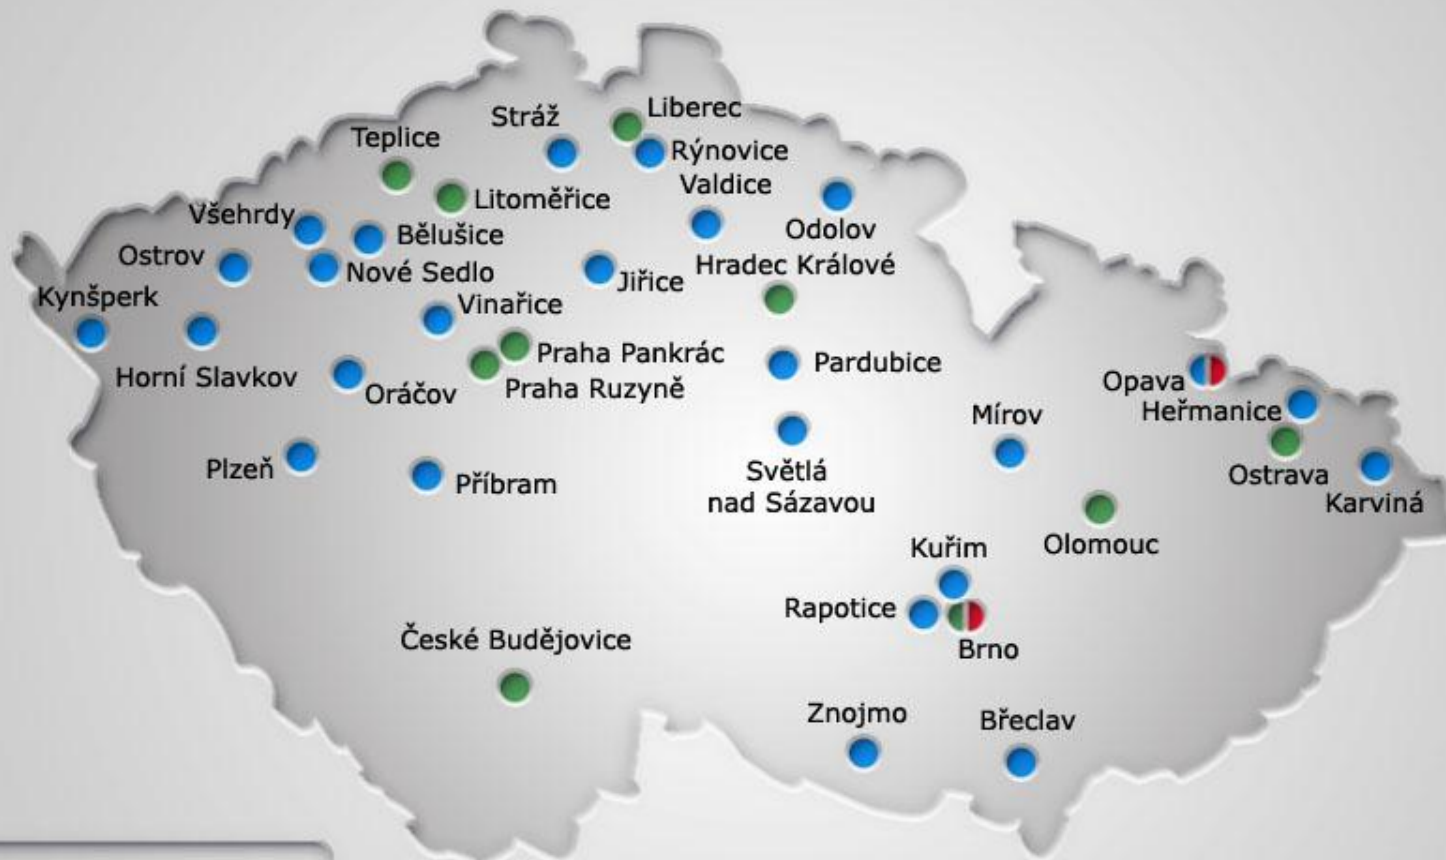 Liberec
Stráž
Teplice
Rýnovice
Valdice
Litoměřice
Všehrdy
Odolov
Bělušice
Ostrov
Hradec Králové
Nové Sedlo
Jiřice
Kynšperk
Vinařice
Praha Pankrác
Pardubice
Horní Slavkov
Opava
Praha Ruzyně
Oráčov
Heřmanice
Mírov
Plzeň
Světlá
nad Sázavou
Ostrava
Příbram
Karviná
Olomouc
Kuřim
Rapotice
České Budějovice
Brno
Znojmo
Břeclav